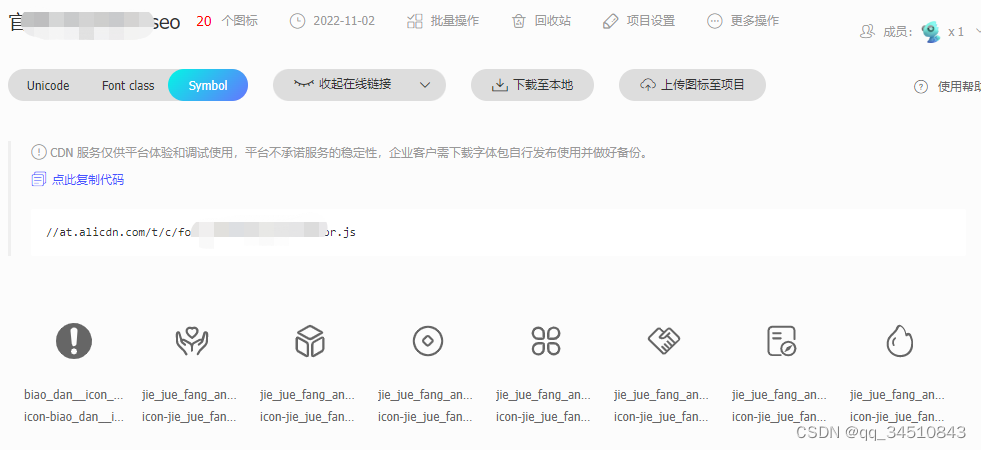 官 seo 20 个图标 2022-11-02 批量操作 回收站 项目设置 更多操作 成员： x 1
Unicode Font class Symbol 收起在线链接 下载至本地 上传图标至项目 使用帮助
CDN 服务仅供平台体验和调试使用，平台不承诺服务的稳定性，企业客户需下载字体包自行发布使用并做好备份。
点此复制代码
//at.alicdn.com/t/c/fo or.js
biao_dan__icon_... jie_jue_fang_an... jie_jue_fang_an... jie_jue_fang_an... jie_jue_fang_an... jie_jue_fang_an... jie_jue_fang_an... jie_jue_fang_an...
icon-biao_dan__i... icon-jie_jue_fan... icon-jie_jue_fan... icon-jie_jue_fan... icon-jie_jue_fan... icon-jie_jue_fan... icon-jie_jue_fan... icon-jie_jue_fan...
CSDN @qq_34510843